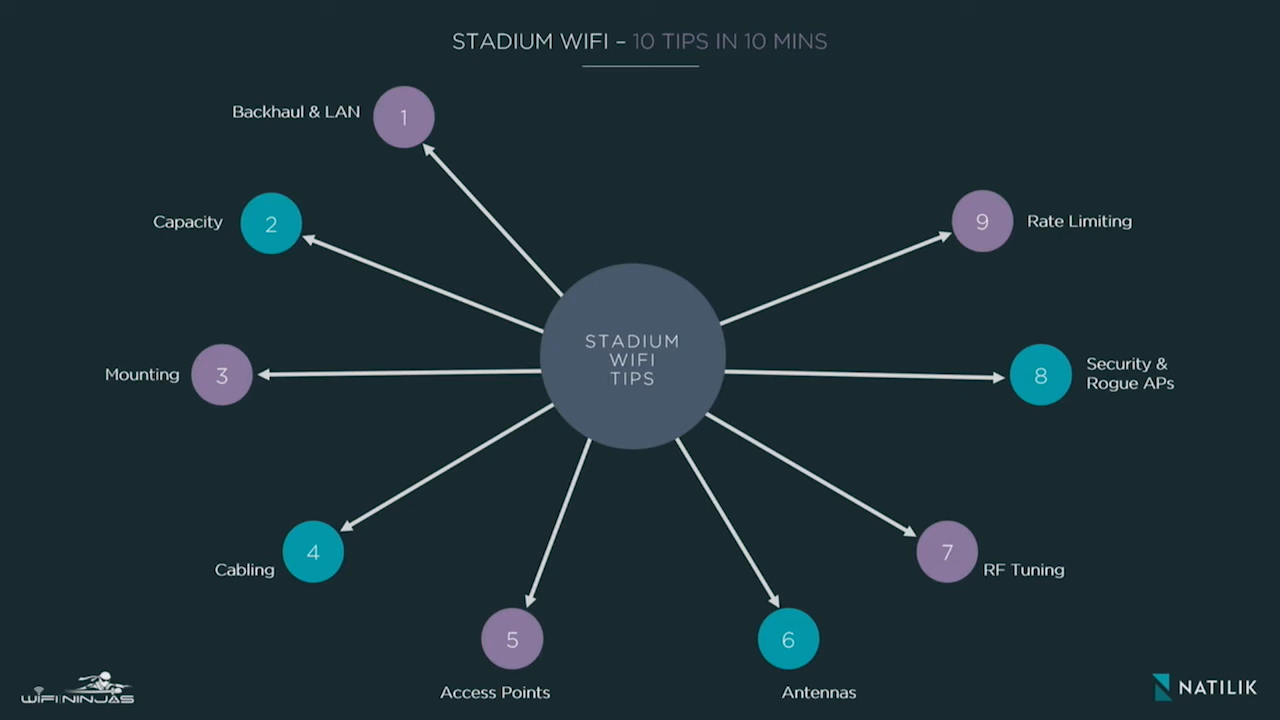 STADIUM WIFI – 10 TIPS IN 10 MINS
Backhaul & LAN
1
2
Capacity
3
Mounting
4
Cabling
5
Access Points
6
Antennas
7
RF Tuning
8
Security &
Rogue APs
9
Rate Limiting
STADIUM
WIFI
TIPS
WIFI NINJAS
NATILIK